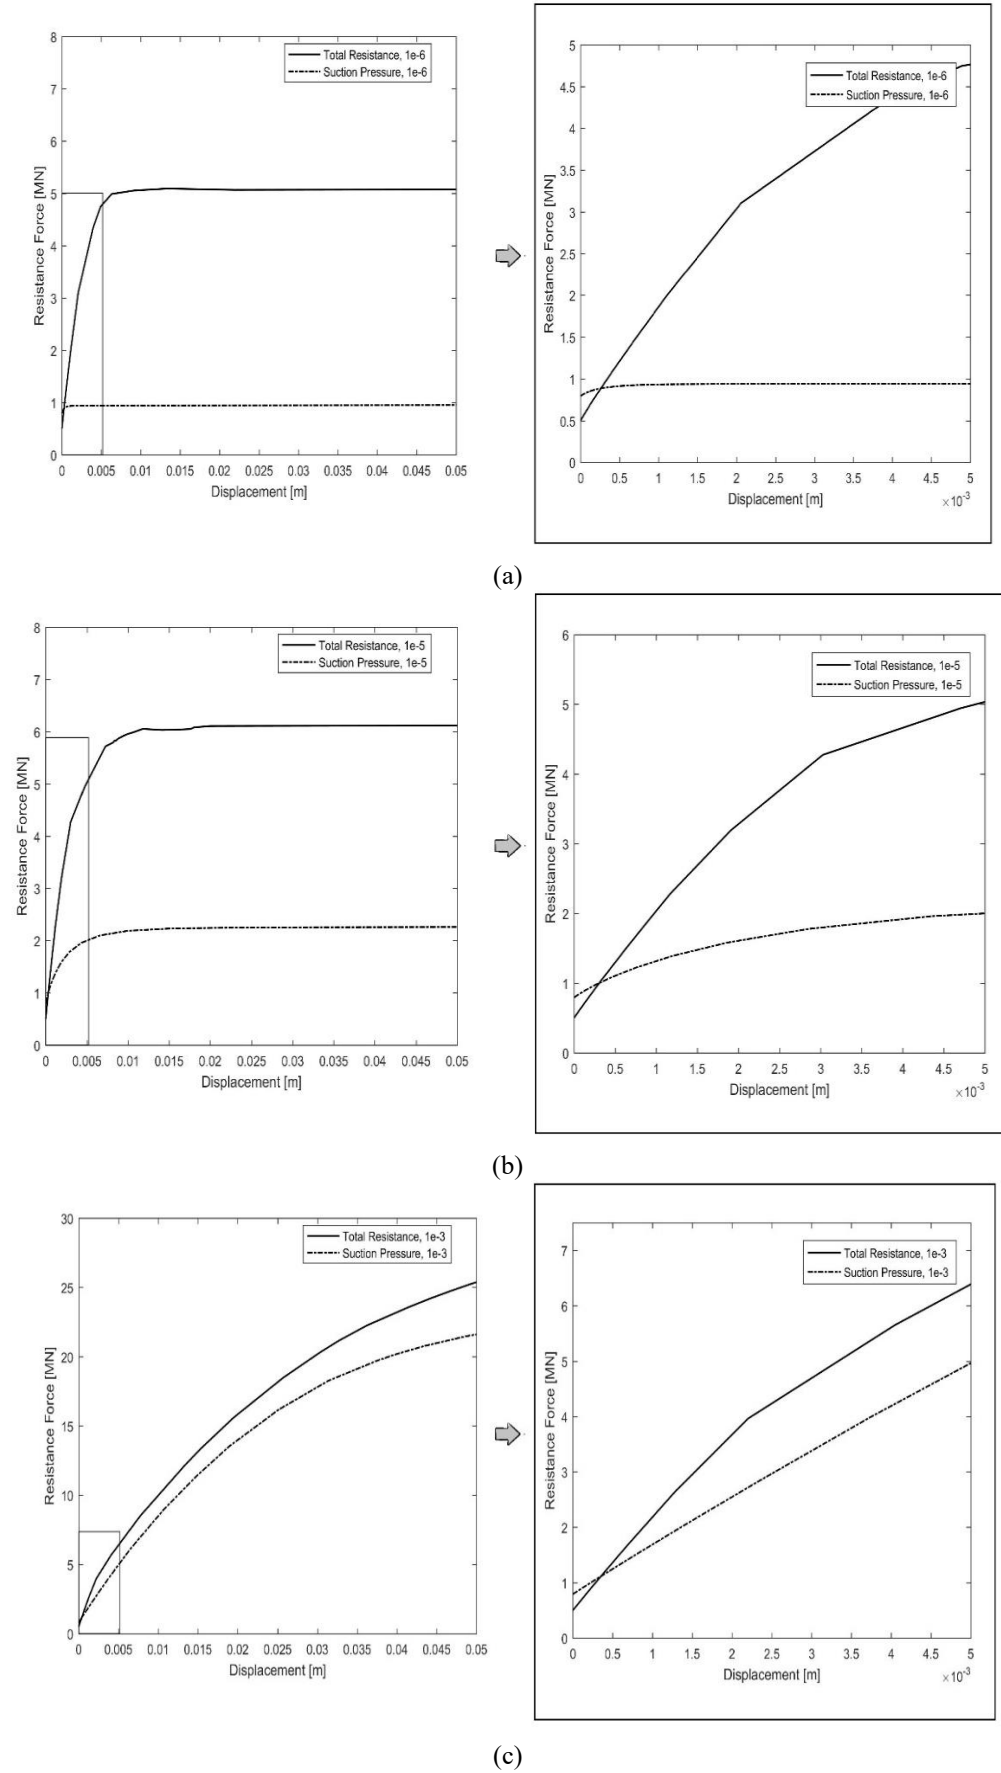 8
7
6
5
4
3
2
1
0
Resistance Force [MN]
Total Resistance, 1e-6
Suction Pressure, 1e-6
0 0.005 0.010 0.015 0.020 0.025 0.030 0.035 0.04 0.045 0.05
Displacement [m]
5
4.5
4
3.5
3
2.5
2
1.5
1
0.5
0
Resistance Force [MN]
Total Resistance, 1e-6
Suction Pressure, 1e-6
0 0.5 1 1.5 2 2.5 3 3.5 4 4.5 5
Displacement [m]
×10-3
(a)
8
7
6
5
4
3
2
1
0
Resistance Force [MN]
Total Resistance, 1e-5
Suction Pressure, 1e-5
0 0.005 0.01 0.015 0.02 0.025 0.03 0.035 0.04 0.045 0.05
Displacement [m]
6
5
4
3
2
1
0
Resistance Force [MN]
Total Resistance, 1e-5
Suction Pressure, 1e-5
0 0.5 1 1.5 2 2.5 3 3.5 4 4.5 5
Displacement [m]
×10-3
(b)
30
25
20
15
10
5
0
Resistance Force [MN]
Total Resistance, 1e-3
Suction Pressure, 1e-3
0 0.005 0.01 0.015 0.02 0.025 0.03 0.035 0.04 0.045 0.05
Displacement [m]
7
6
5
4
3
2
1
0
Resistance Force [MN]
Total Resistance, 1e-3
Suction Pressure, 1e-3
0 0.5 1 1.5 2 2.5 3 3.5 4 4.5 5
Displacement [m]
×10-3
(c)